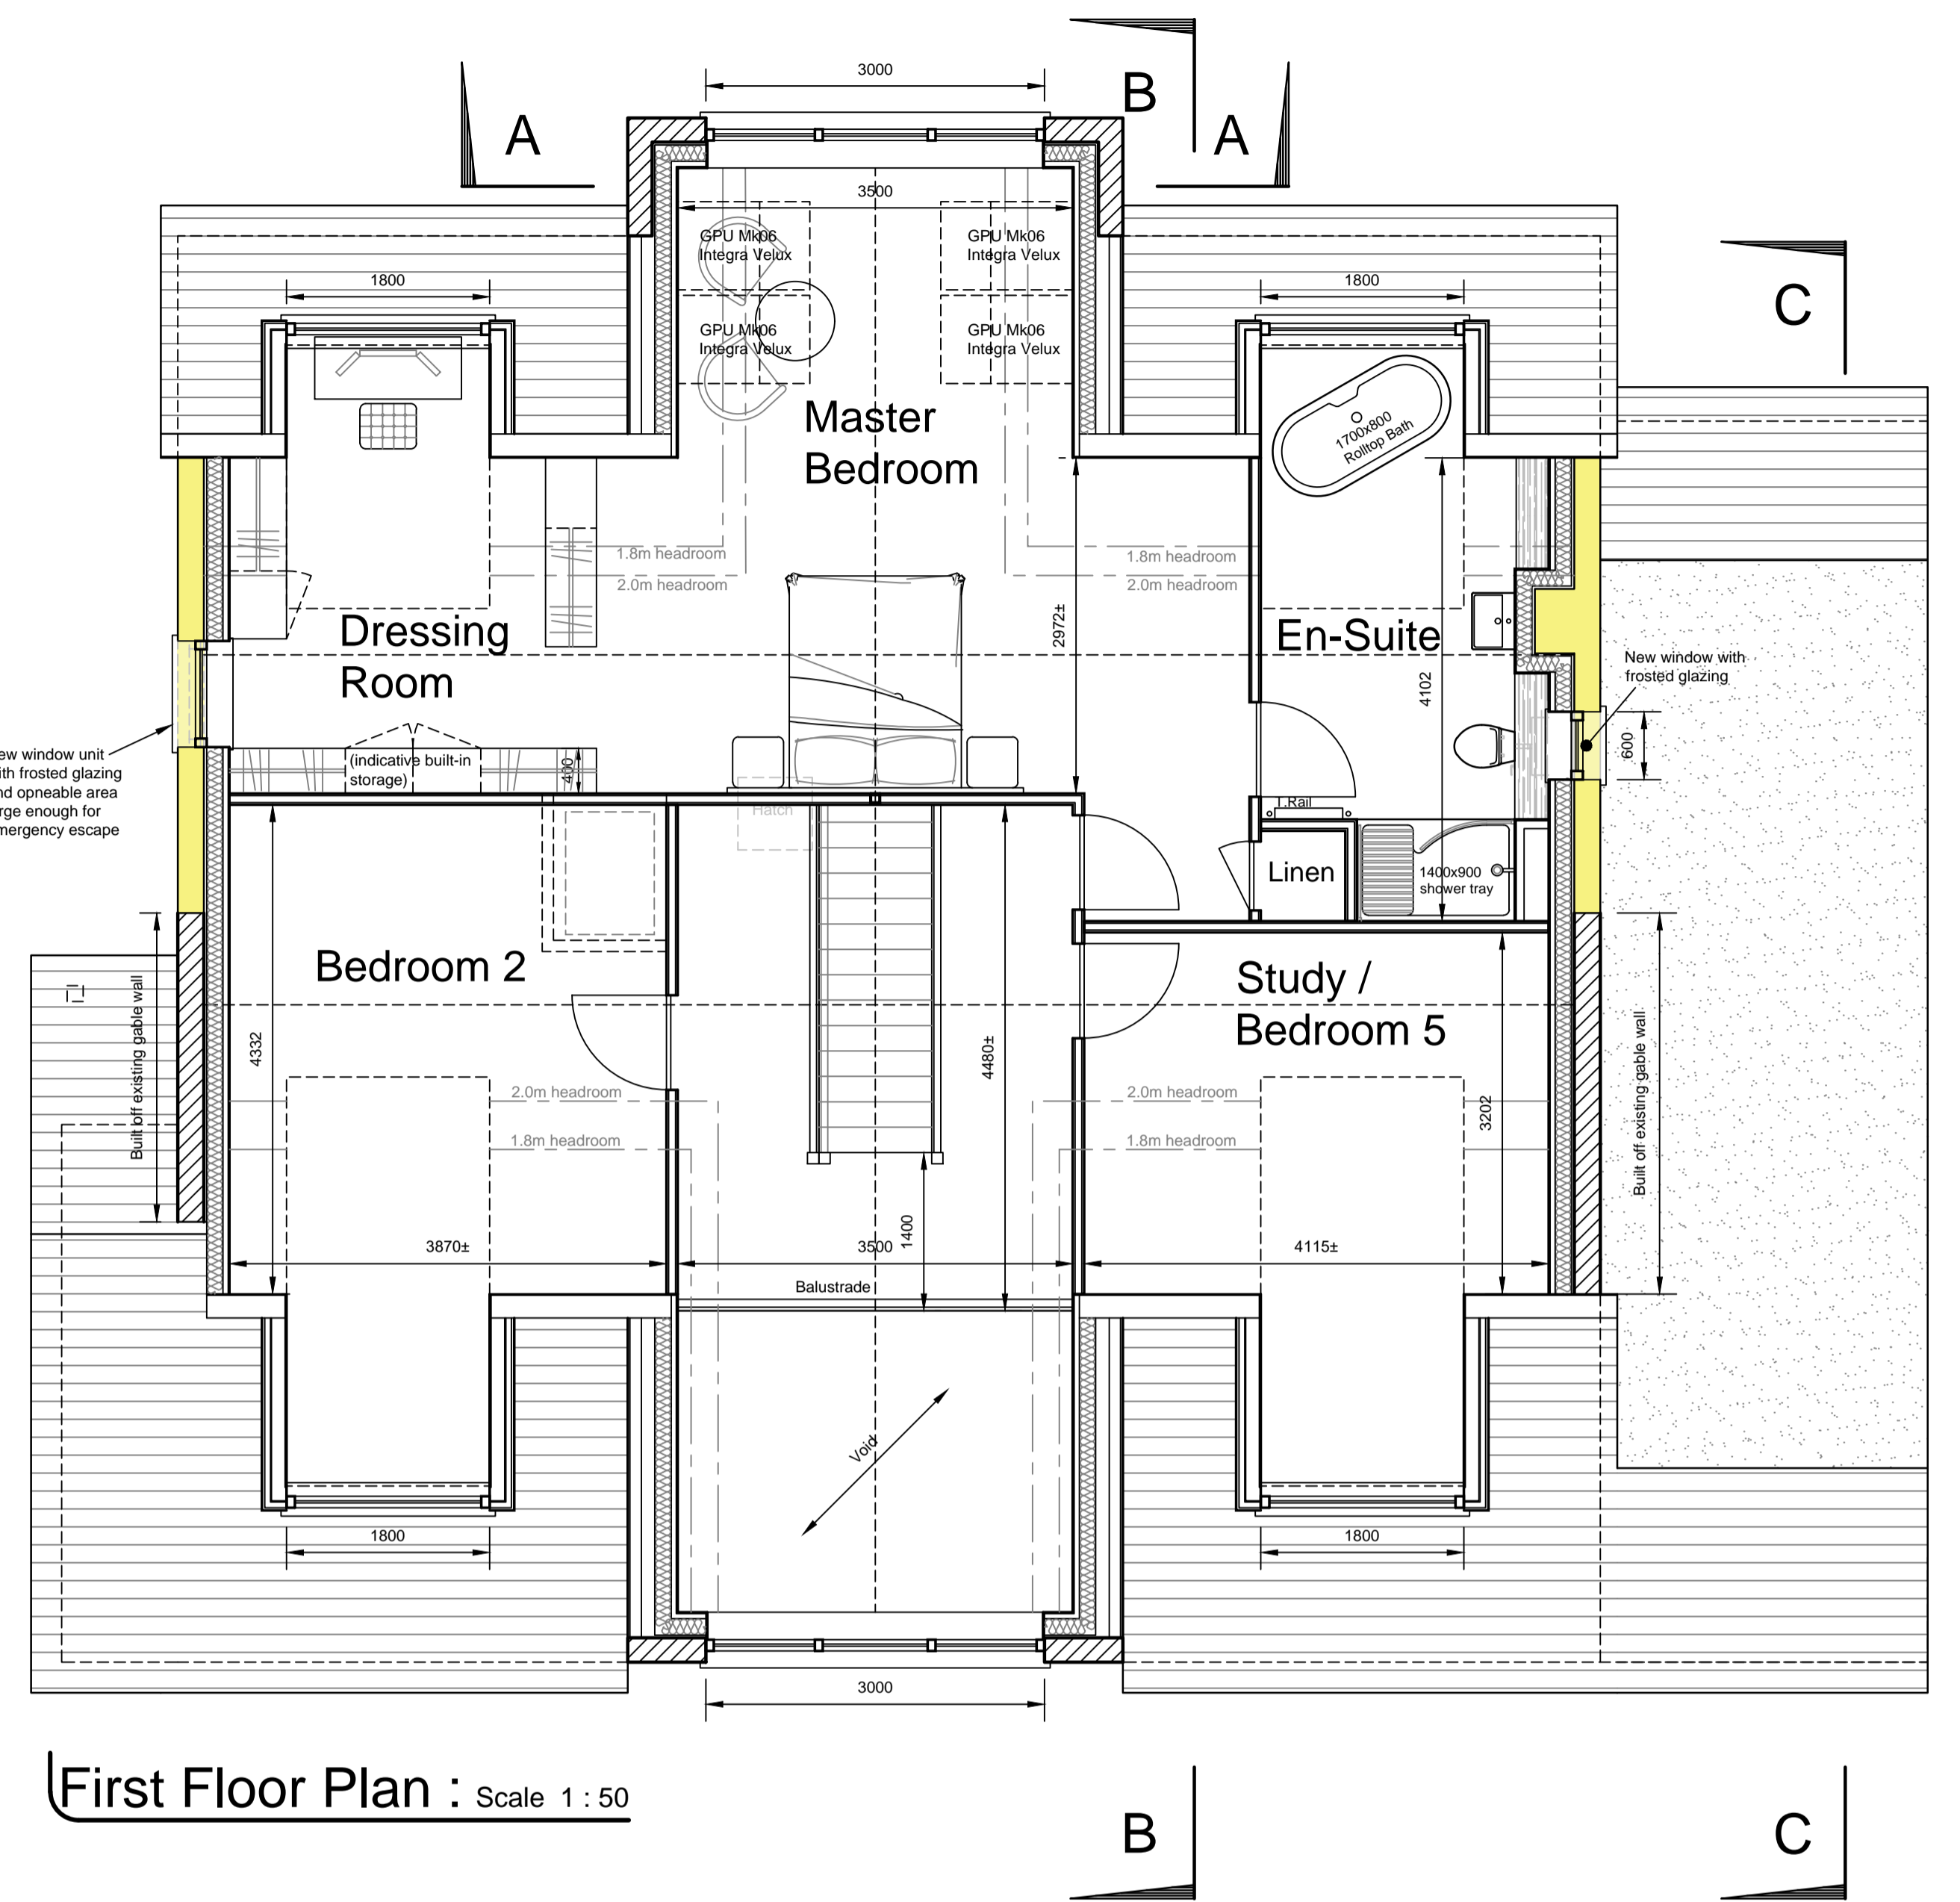 3000
B
A
A
3500
GPU Mk06
Integra Velux
GPU Mk06
Integra Velux
1800
1800
C
GPU Mk06
Integra Velux
GPU Mk06
Integra Velux
Master
Bedroom
1700x800
Rolltop Bath
1.8m headroom
2.0m headroom
1.8m headroom
2.0m headroom
2972±
Dressing
Room
En-Suite
4102
New window with
frosted glazing
600
ew window unit
ith frosted glazing
nd opneable area
rge enough for
mergency escape
(indicative built-in
storage)
400
Hatch
T.Rail
Linen
1400x900
shower tray
Bedroom 2
Study /
Bedroom 5
Built off existing gable wall
4332
4480±
3202
Built off existing gable wall
2.0m headroom
1.8m headroom
2.0m headroom
1.8m headroom
1400
3870±
3500
4115±
Balustrade
Void
1800
1800
3000
First Floor Plan : Scale 1 : 50
B
C